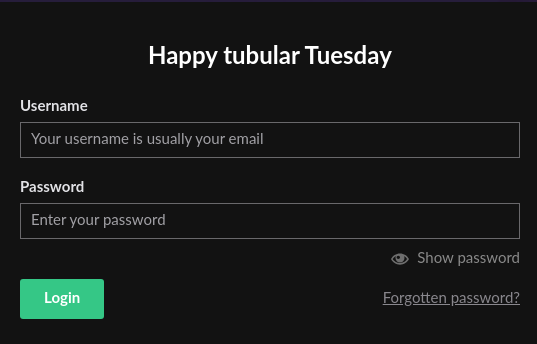 Happy tubular Tuesday
Username
Your username is usually your email
Password
Enter your password
Show password
Login
Forgotten password?